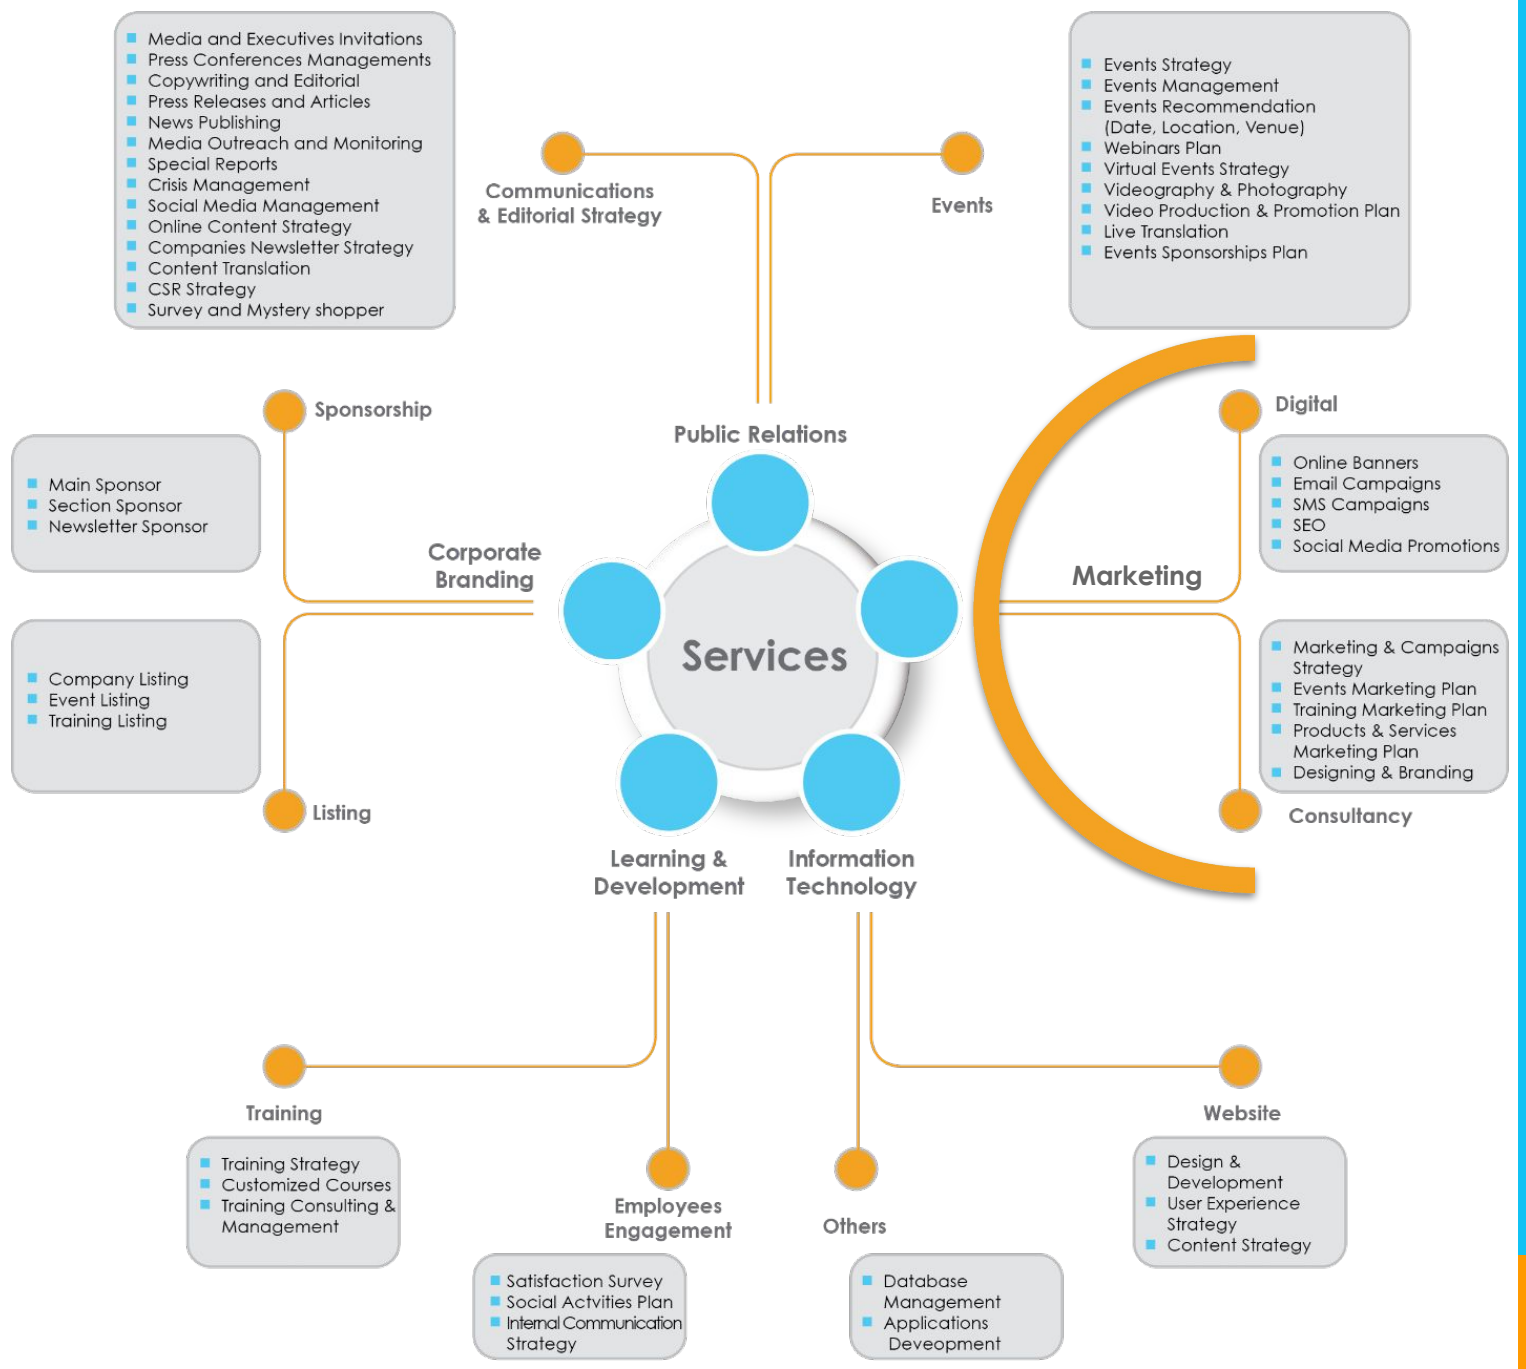 Media and Executives Invitations
Press Conferences Managements
Copywriting and Editorial
Press Releases and Articles
News Publishing
Media Outreach and Monitoring
Special Reports
Crisis Management
Social Media Management
Online Content Strategy
Companies Newsletter Strategy
Content Translation
CSR Strategy
Survey and Mystery shopper
Communications
& Editorial Strategy
Events
Events Strategy
Events Management
Events Recommendation
(Date, Location, Venue)
Webinars Plan
Virtual Events Strategy
Videography & Photography
Video Production & Promotion Plan
Live Translation
Events Sponsorships Plan
Public Relations
Sponsorship
Main Sponsor
Section Sponsor
Newsletter Sponsor
Corporate
Branding
Company Listing
Event Listing
Training Listing
Listing
Services
Digital
Online Banners
Email Campaigns
SMS Campaigns
SEO
Social Media Promotions
Marketing
Marketing & Campaigns
Strategy
Events Marketing Plan
Training Marketing Plan
Products & Services
Marketing Plan
Designing & Branding
Consultancy
Learning &
Development
Information
Technology
Training
Training Strategy
Customized Courses
Training Consulting &
Management
Employees
Engagement
Satisfaction Survey
Social Actvities Plan
Internal Communication
Strategy
Others
Database
Management
Applications
Deveopment
Website
Design &
Development
User Experience
Strategy
Content Strategy